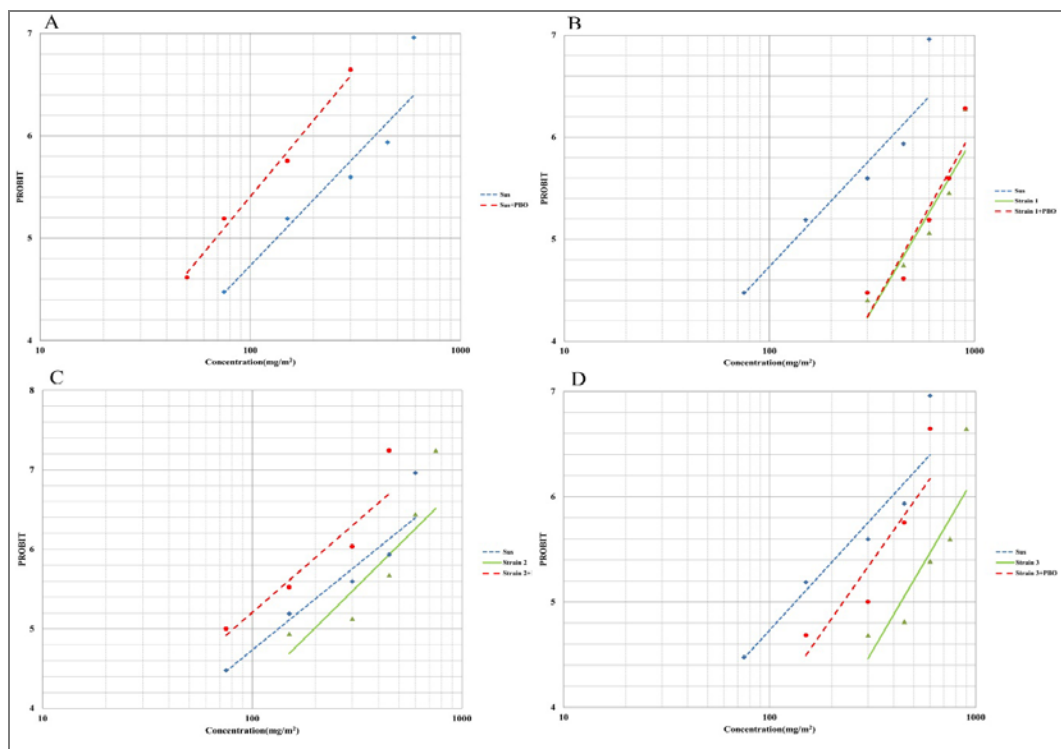 A
7
6
5
4
PROBIT
10
100
1000
Concentration(mg/m²)
Sus
Sus+PBO
B
7
6
5
4
PROBIT
10
100
1000
Concentration(mg/m²)
Sus
Strain 1
Strain 1+PBO
C
8
7
6
5
4
PROBIT
10
100
1000
Concentration(mg/m²)
Sus
Strain 2
Strain 2+
D
7
6
5
4
PROBIT
10
100
1000
Concentration(mg/m²)
Sus
Strain 3
Strain 3+PBO